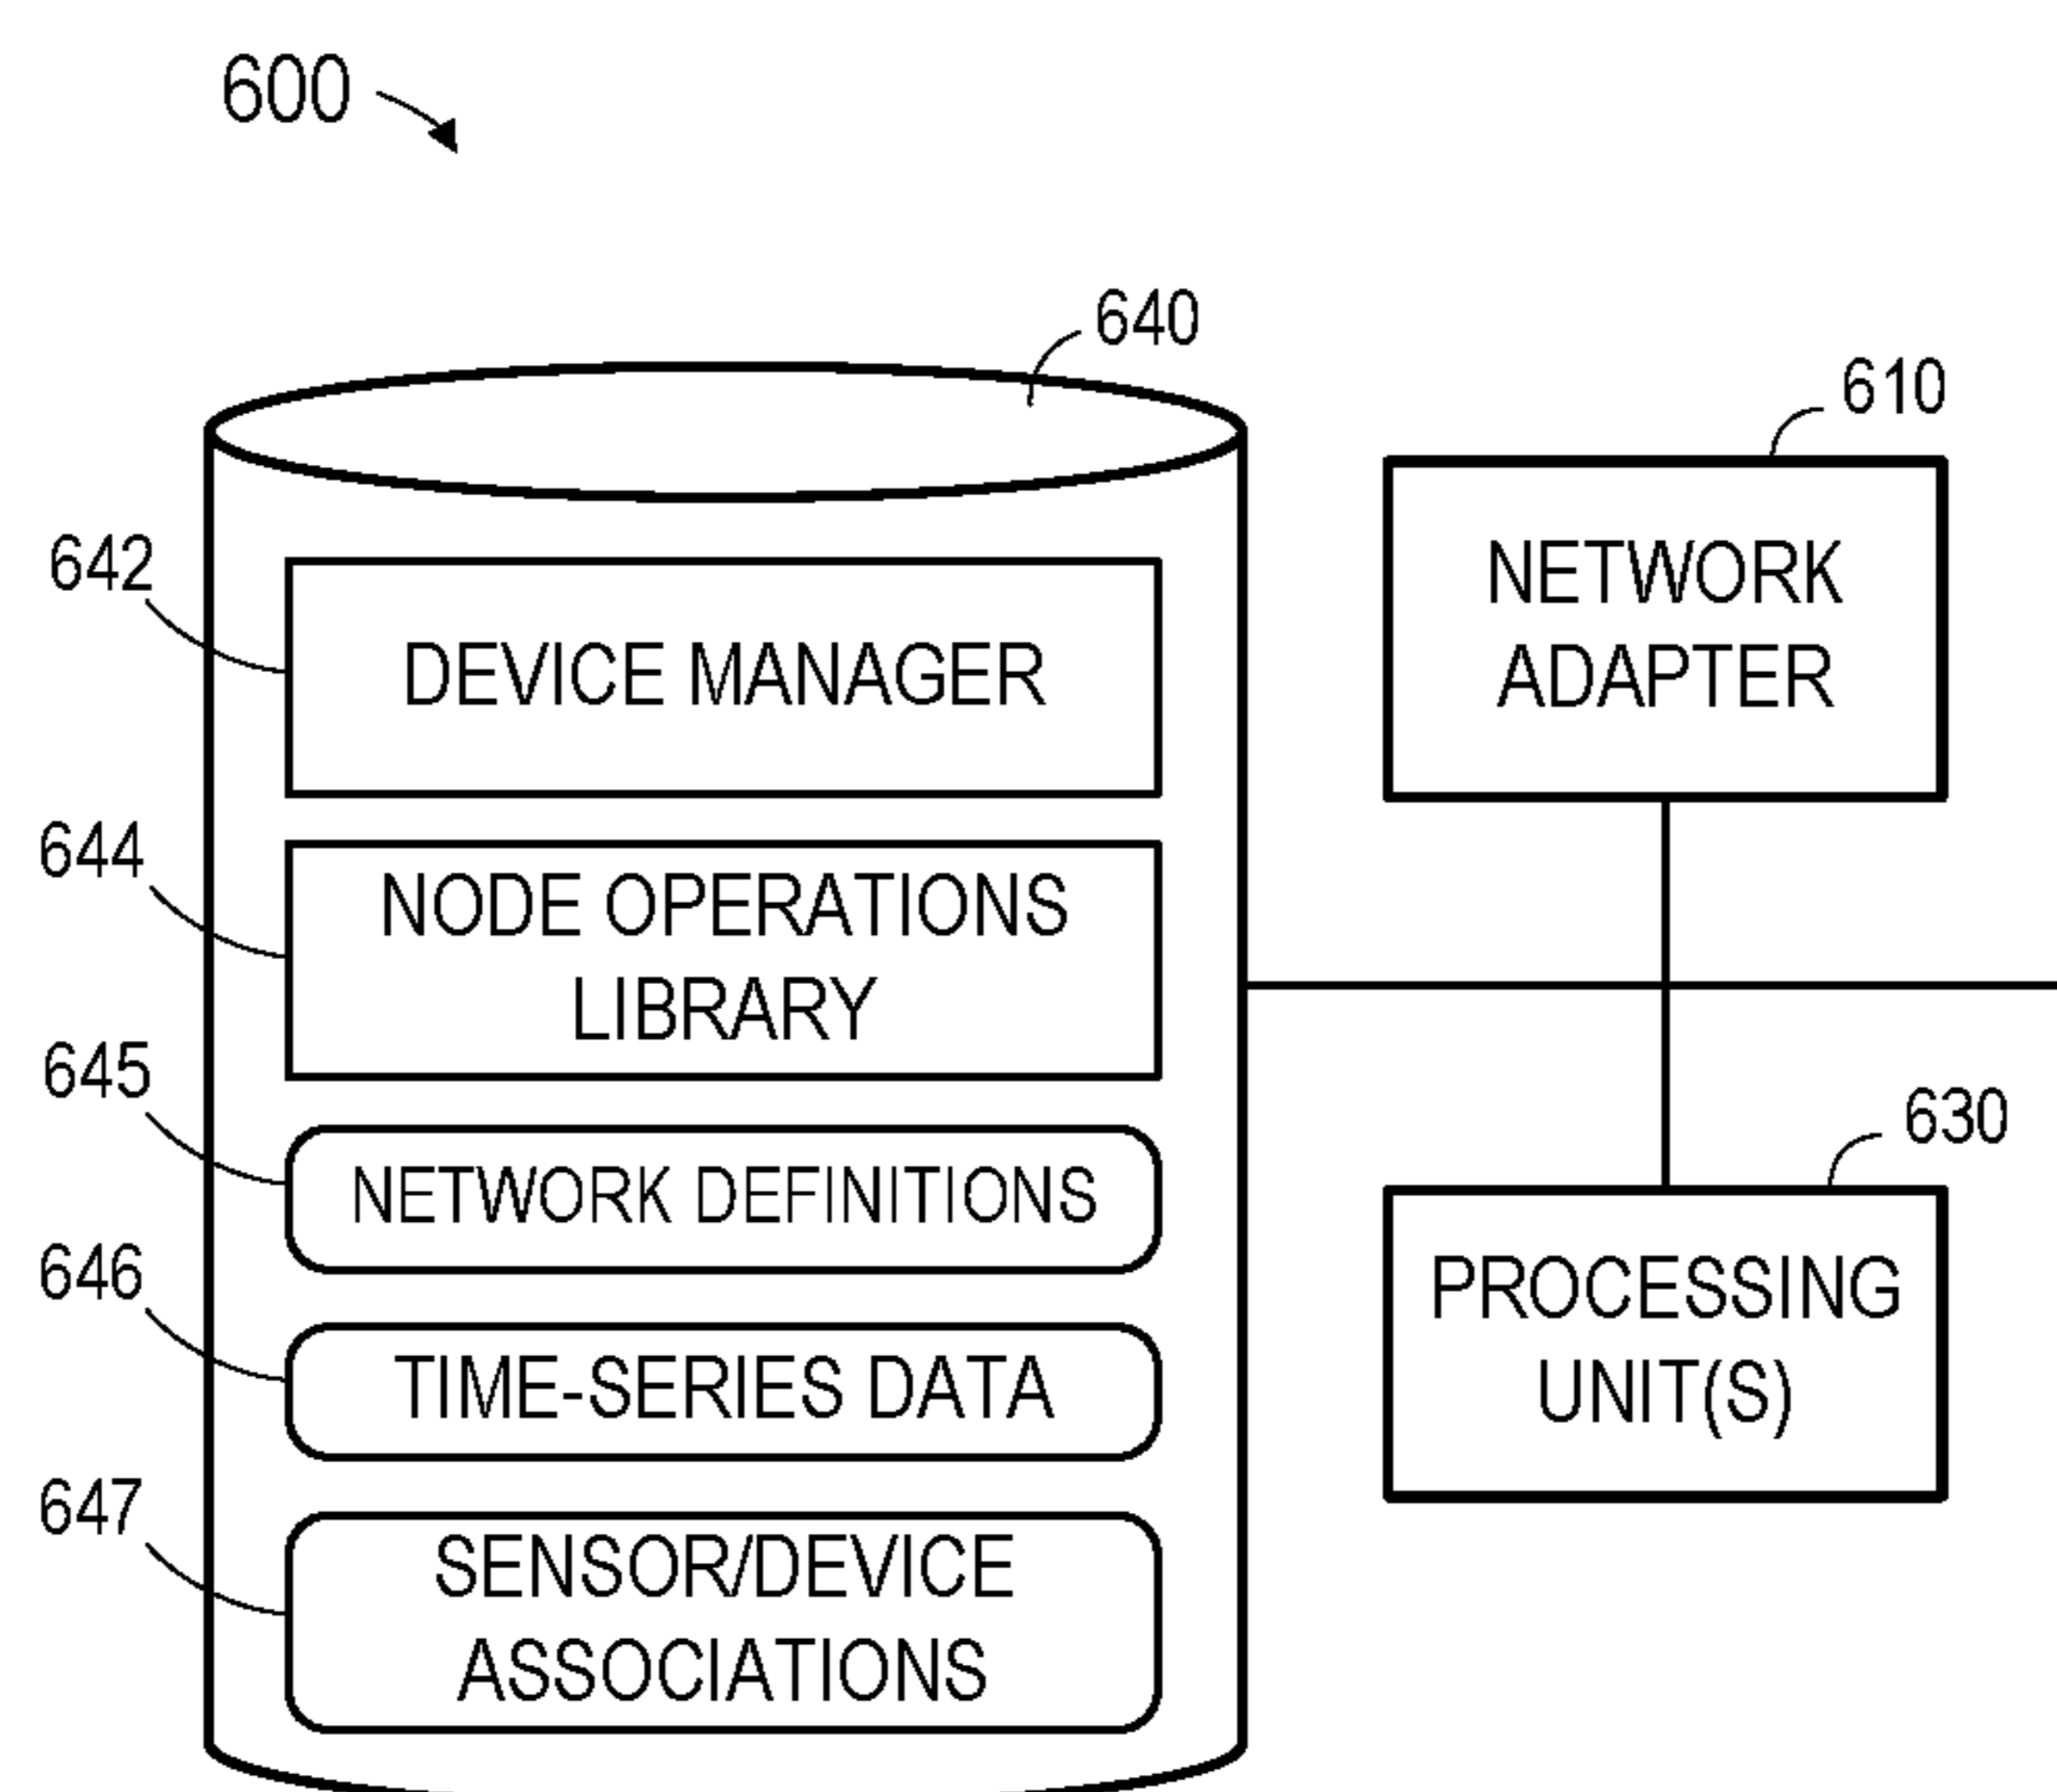 600
640
610
642
DEVICE MANAGER
NETWORK
ADAPTER
644
NODE OPERATIONS
LIBRARY
645
NETWORK DEFINITIONS
630
646
TIME-SERIES DATA
PROCESSING
UNIT(S)
647
SENSOR/DEVICE
ASSOCIATIONS